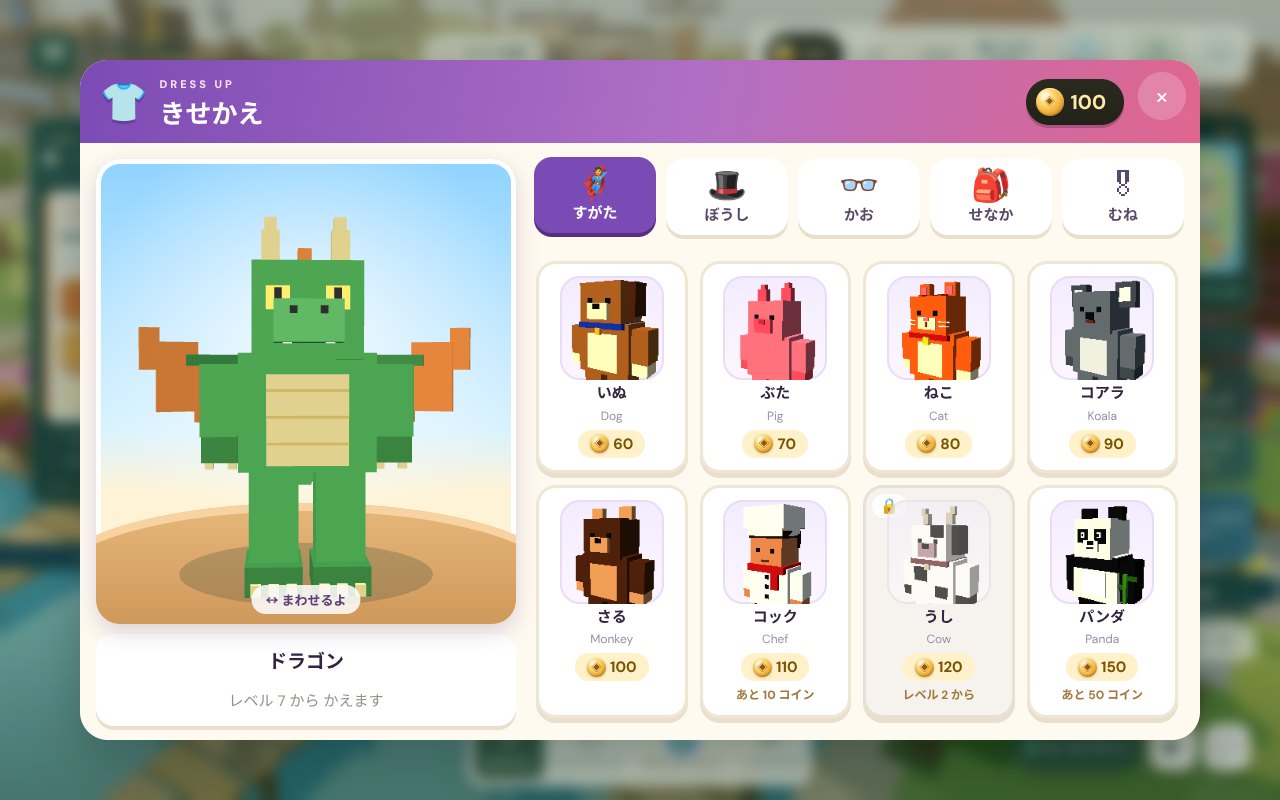 DRESS UP
きせかえ
100
×
↔ まわせるよ
ドラゴン
レベル 7 から かえます
すがた
ぼうし
かお
せなか
むね
いぬ
Dog
60
ぶた
Pig
70
ねこ
Cat
80
コアラ
Koala
90
さる
Monkey
100
コック
Chef
110
あと 10 コイン
うし
Cow
120
レベル 2 から
パンダ
Panda
150
あと 50 コイン